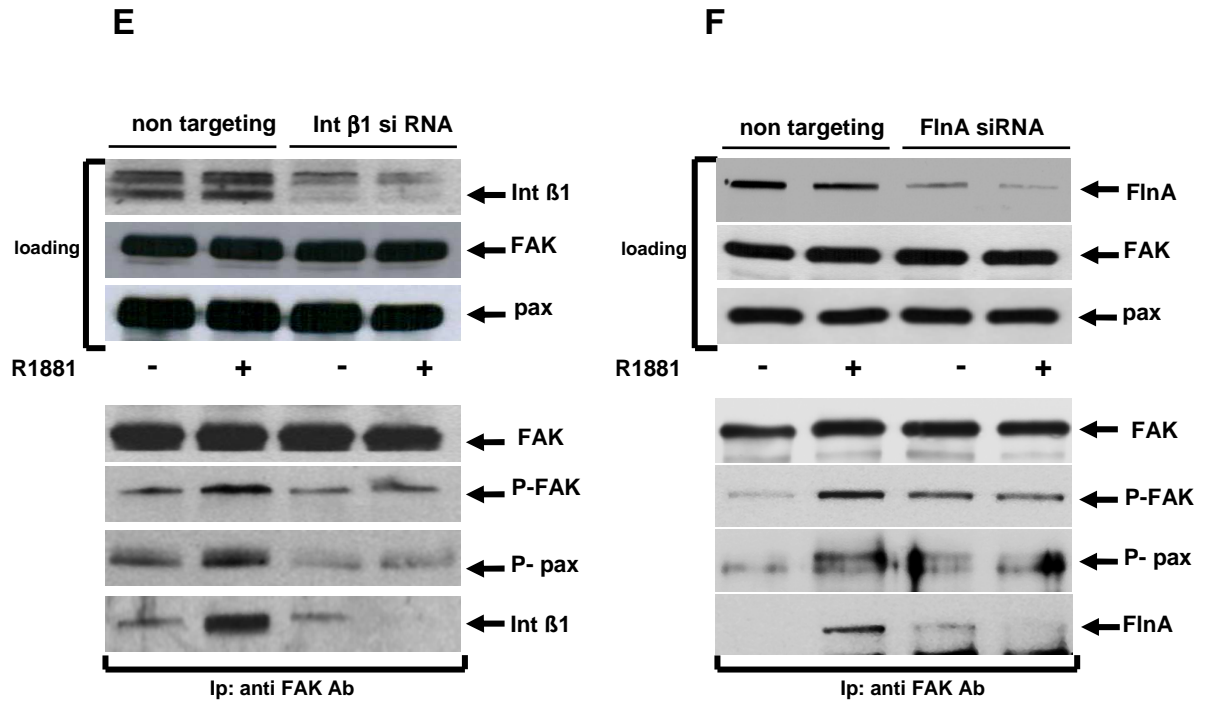 E
non targeting Int β1 si RNA
Int ß1
loading
FAK
pax
R1881 - + - +
FAK
P-FAK
P- pax
Int ß1
Ip: anti FAK Ab
F
non targeting FlnA siRNA
FlnA
loading
FAK
pax
R1881 - + - +
FAK
P-FAK
P- pax
FlnA
Ip: anti FAK Ab